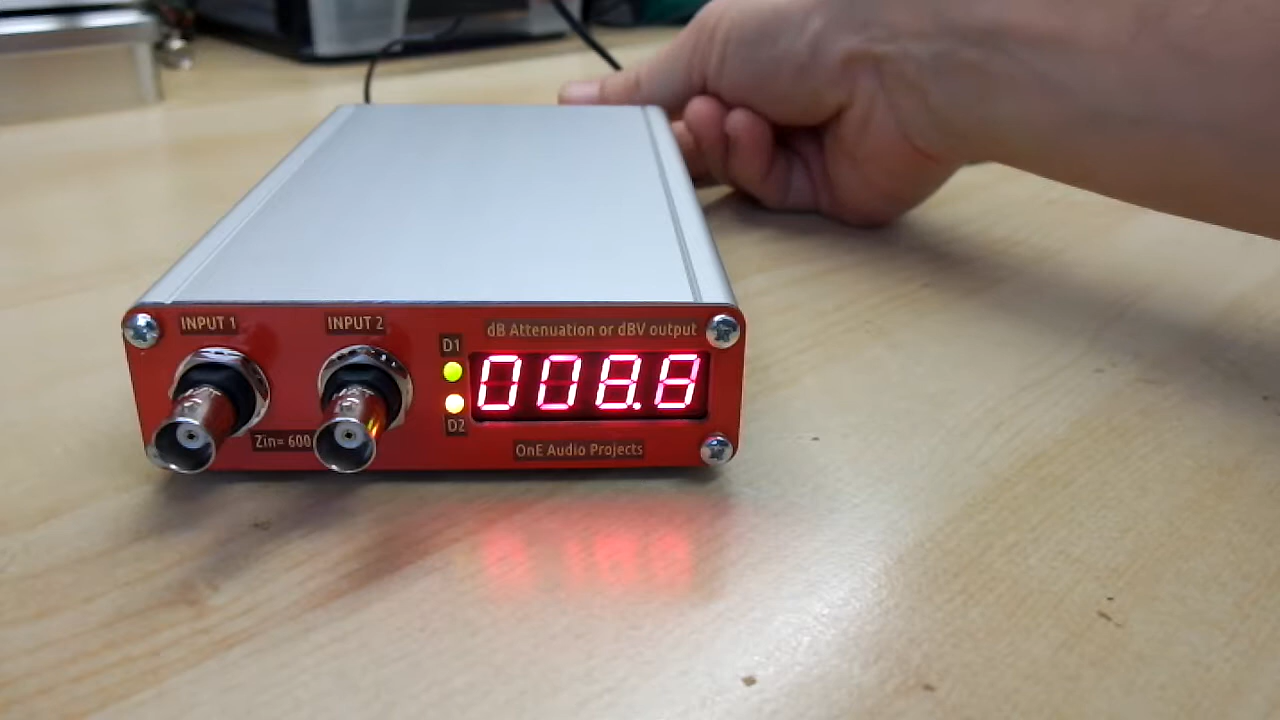 INPUT 1
INPUT 2
dB Attenuation or dBV output
D1
008.8
D2
Zin= 600
OnE Audio Projects